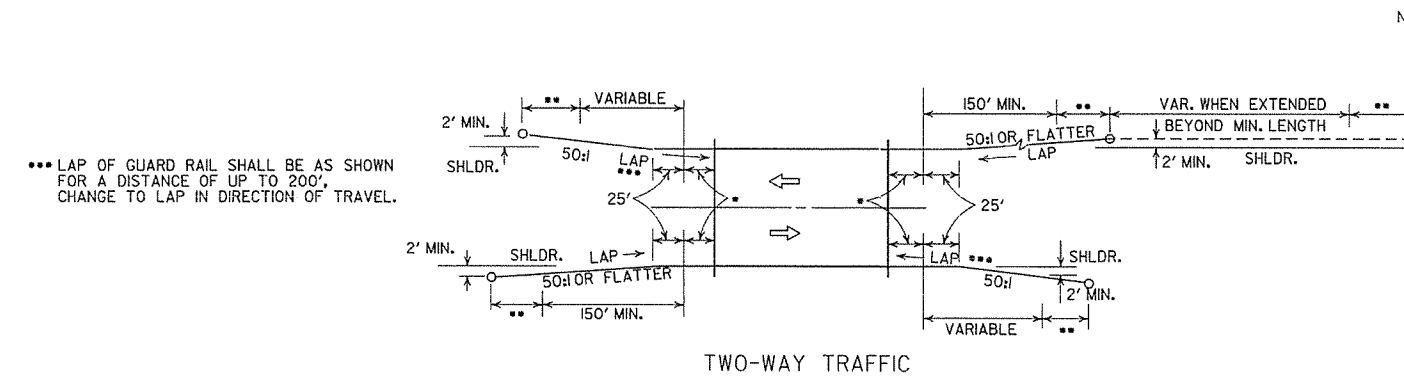 N
** VARIABLE
150' MIN. ** VAR. WHEN EXTENDED **
2' MIN.
50:1 OR FLATTER BEYOND MIN. LENGTH
50:1 LAP LAP 2' MIN. SHLDR.
SHLDR. ***
*** LAP OF GUARD RAIL SHALL BE AS SHOWN
FOR A DISTANCE OF UP TO 200',
CHANGE TO LAP IN DIRECTION OF TRAVEL.
25' * * 25'
2' MIN. SHLDR. LAP LAP *** SHLDR.
50:1 OR FLATTER 50:1 2' MIN.
** 150' MIN.
VARIABLE **
TWO-WAY TRAFFIC